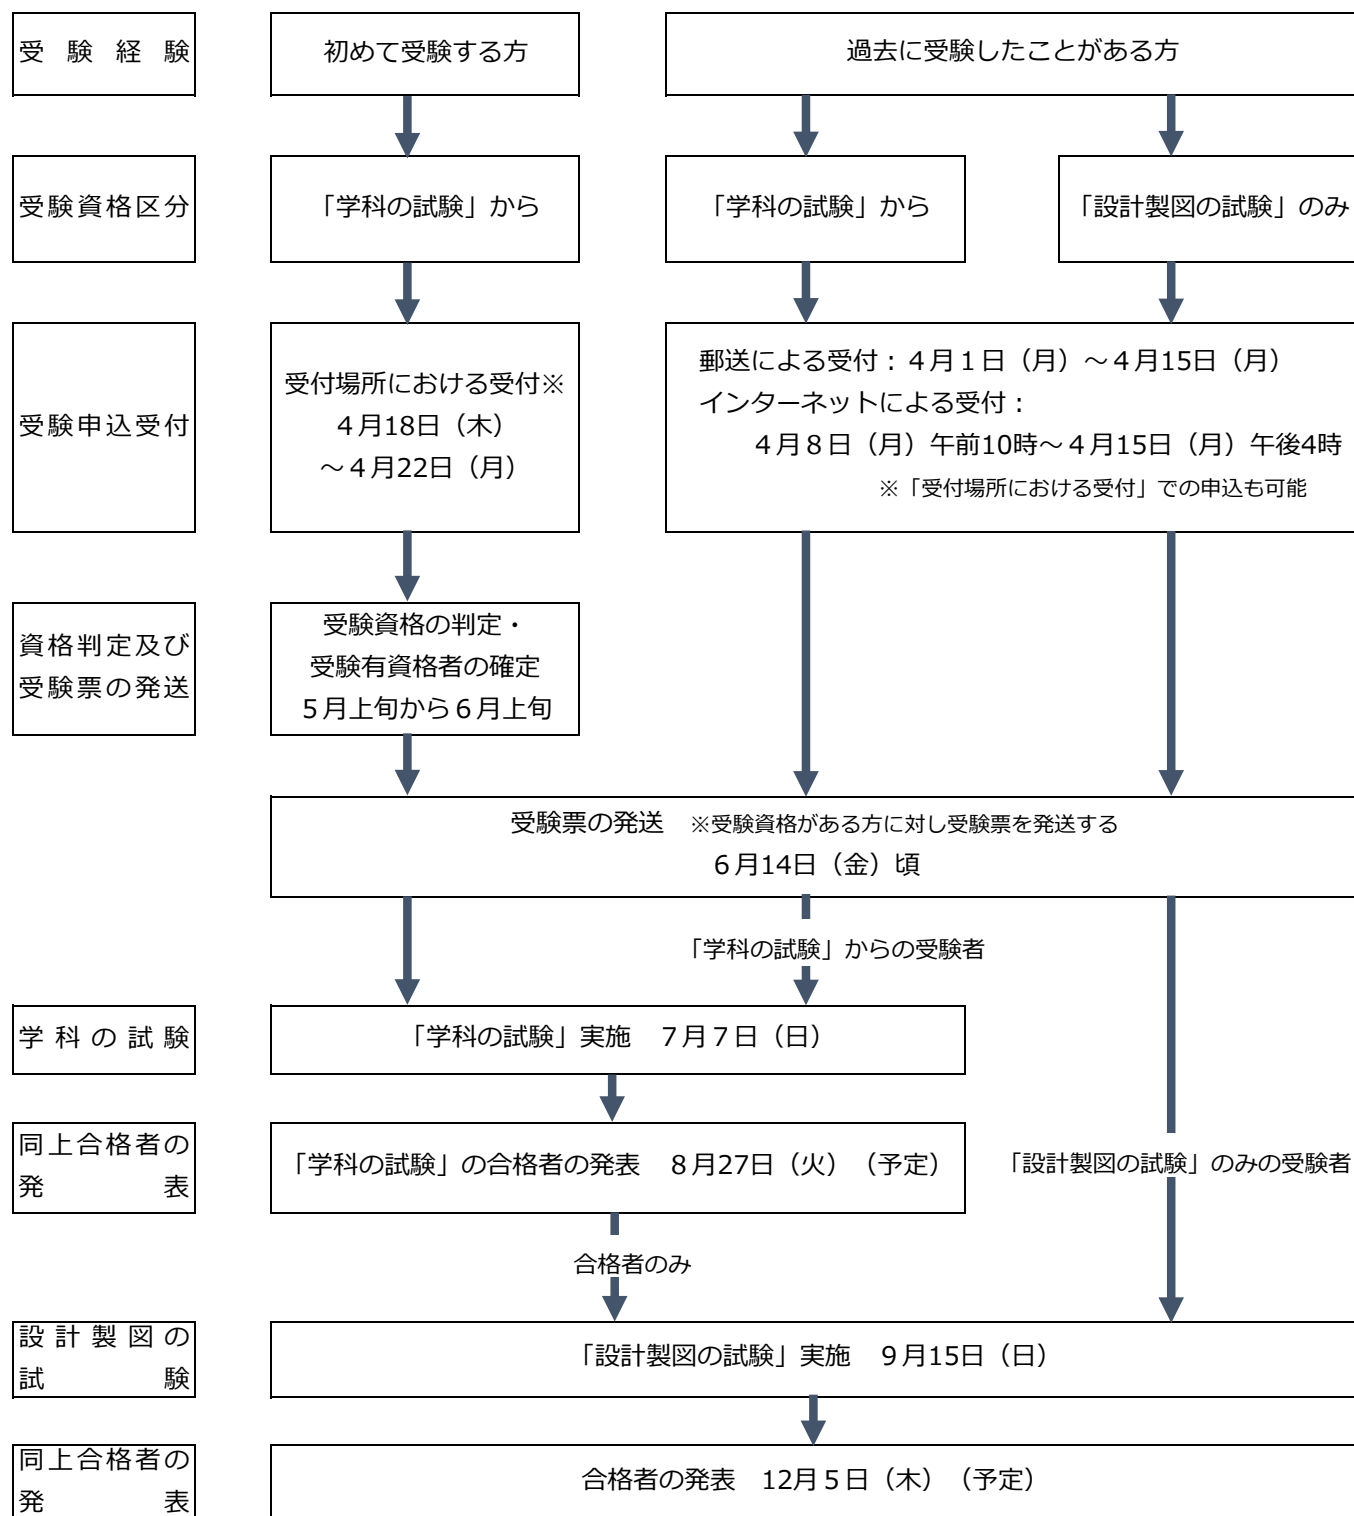 受験経験
初めて受験する方
過去に受験したことがある方
受験資格区分
「学科の試験」から
「学科の試験」から
「設計製図の試験」のみ
受験申込受付
受付場所における受付※
４月18日（木）
～４月22日（月）
郵送による受付：４月１日（月）～４月15日（月）
インターネットによる受付：
４月８日（月）午前10時～４月15日（月）午後4時
※「受付場所における受付」での申込も可能
資格判定及び
受験票の発送
受験資格の判定・
受験有資格者の確定
５月上旬から６月上旬
受験票の発送　※受験資格がある方に対し受験票を発送する
６月14日（金）頃
「学科の試験」からの受験者
学科の試験
「学科の試験」実施　７月７日（日）
同上合格者の
発表
「学科の試験」の合格者の発表　８月27日（火）（予定）
「設計製図の試験」のみの受験者
合格者のみ
設計製図の
試験
「設計製図の試験」実施　９月15日（日）
同上合格者の
発表
合格者の発表　12月５日（木）（予定）